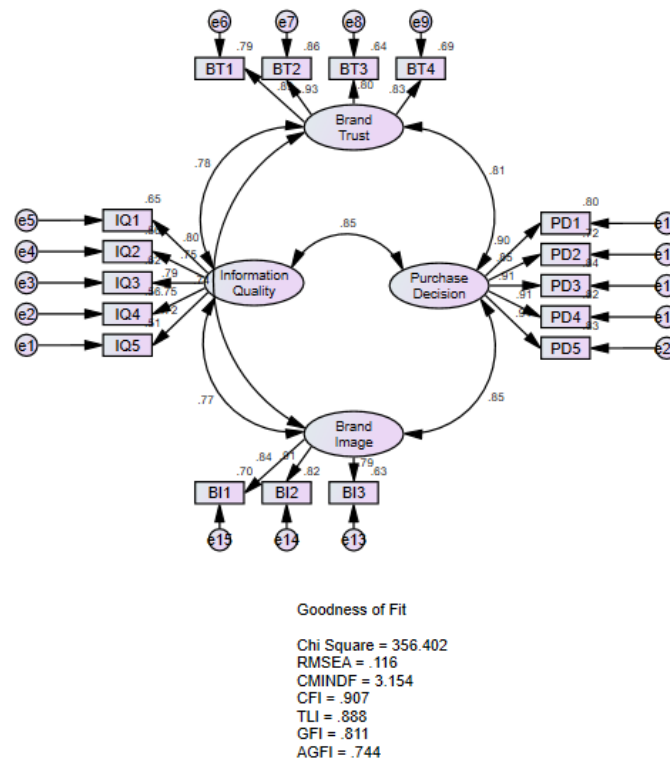 e6 e7 e8 e9
.79 .86 .64 .69
BT1 BT2 BT3 BT4
.93 .80 .83
Brand
Trust
.78 .81
.65 .80
e5 IQ1 PD1
.80 .90 .72
e4 IQ2 .75 .85 PD2
.85
e3 IQ3 .79 Information
Quality Purchase
Decision .91 PD3
e2 IQ4 .75 .91 PD4
e1 IQ5 .51 PD5
.77 .85
Brand
Image
.84 .79
.70 .82 .63
BI1 BI2 BI3
e15 e14 e13
Goodness of Fit
Chi Square = 356.402
RMSEA = .116
CMINDF = 3.154
CFI = .907
TLI = .888
GFI = .811
AGFI = .744